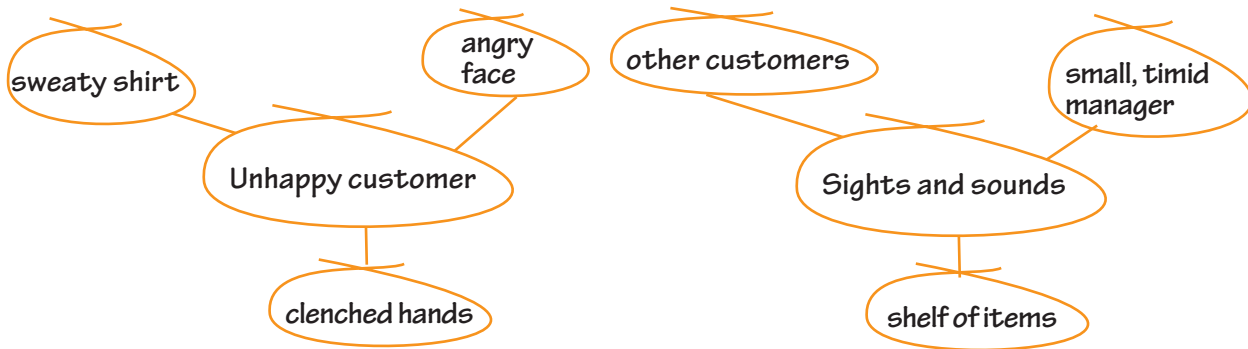 sweaty shirt
angry
face
Unhappy customer
clenched hands
other customers
small, timid
manager
Sights and sounds
shelf of items